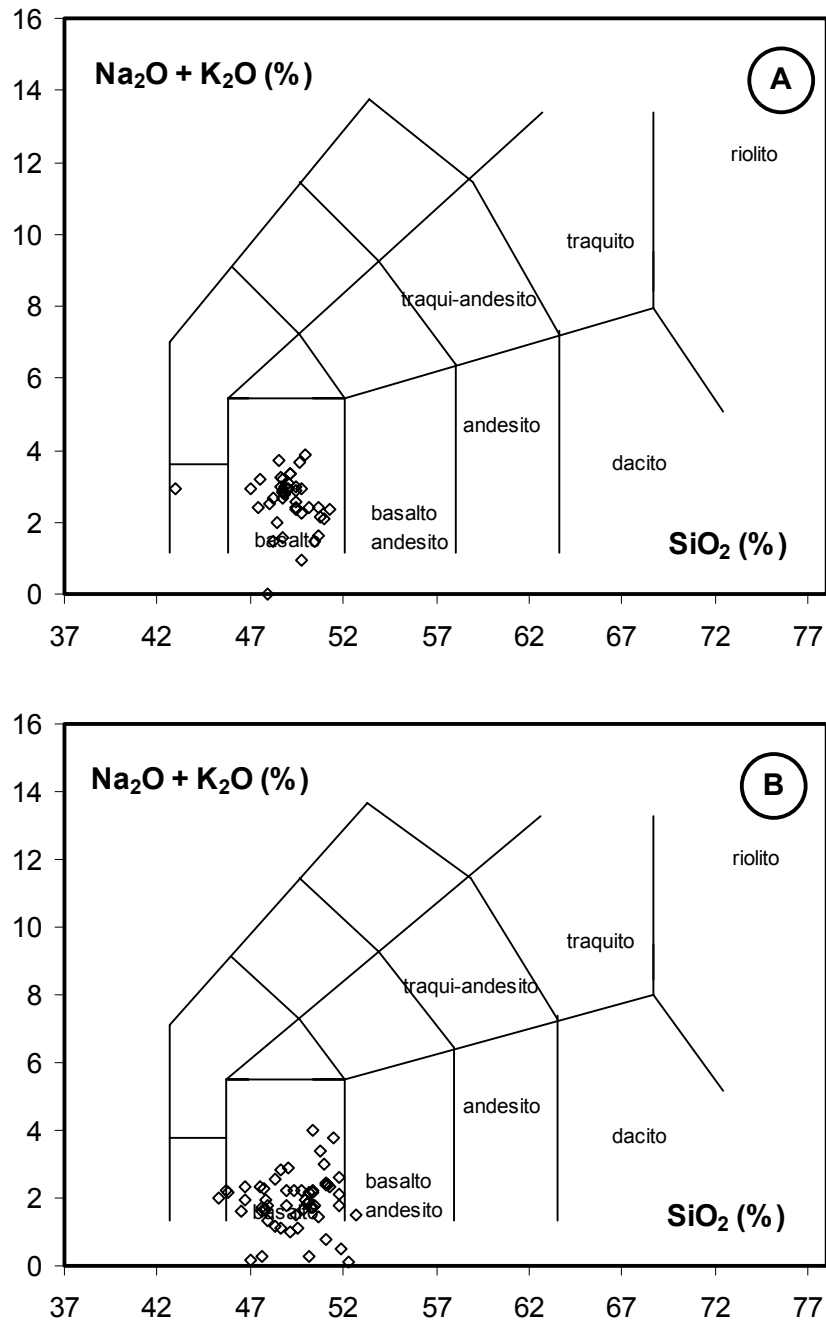 16
14
12
10
8
6
4
2
0
Na₂O + K₂O (%)
A
riolito
traquito
traqui-andesito
andesito
dacito
basalto
andesito
basalto
SiO₂ (%)
37 42 47 52 57 62 67 72 77
16
14
12
10
8
6
4
2
0
Na₂O + K₂O (%)
B
riolito
traquito
traqui-andesito
andesito
dacito
basalto
andesito
basalto
SiO₂ (%)
37 42 47 52 57 62 67 72 77